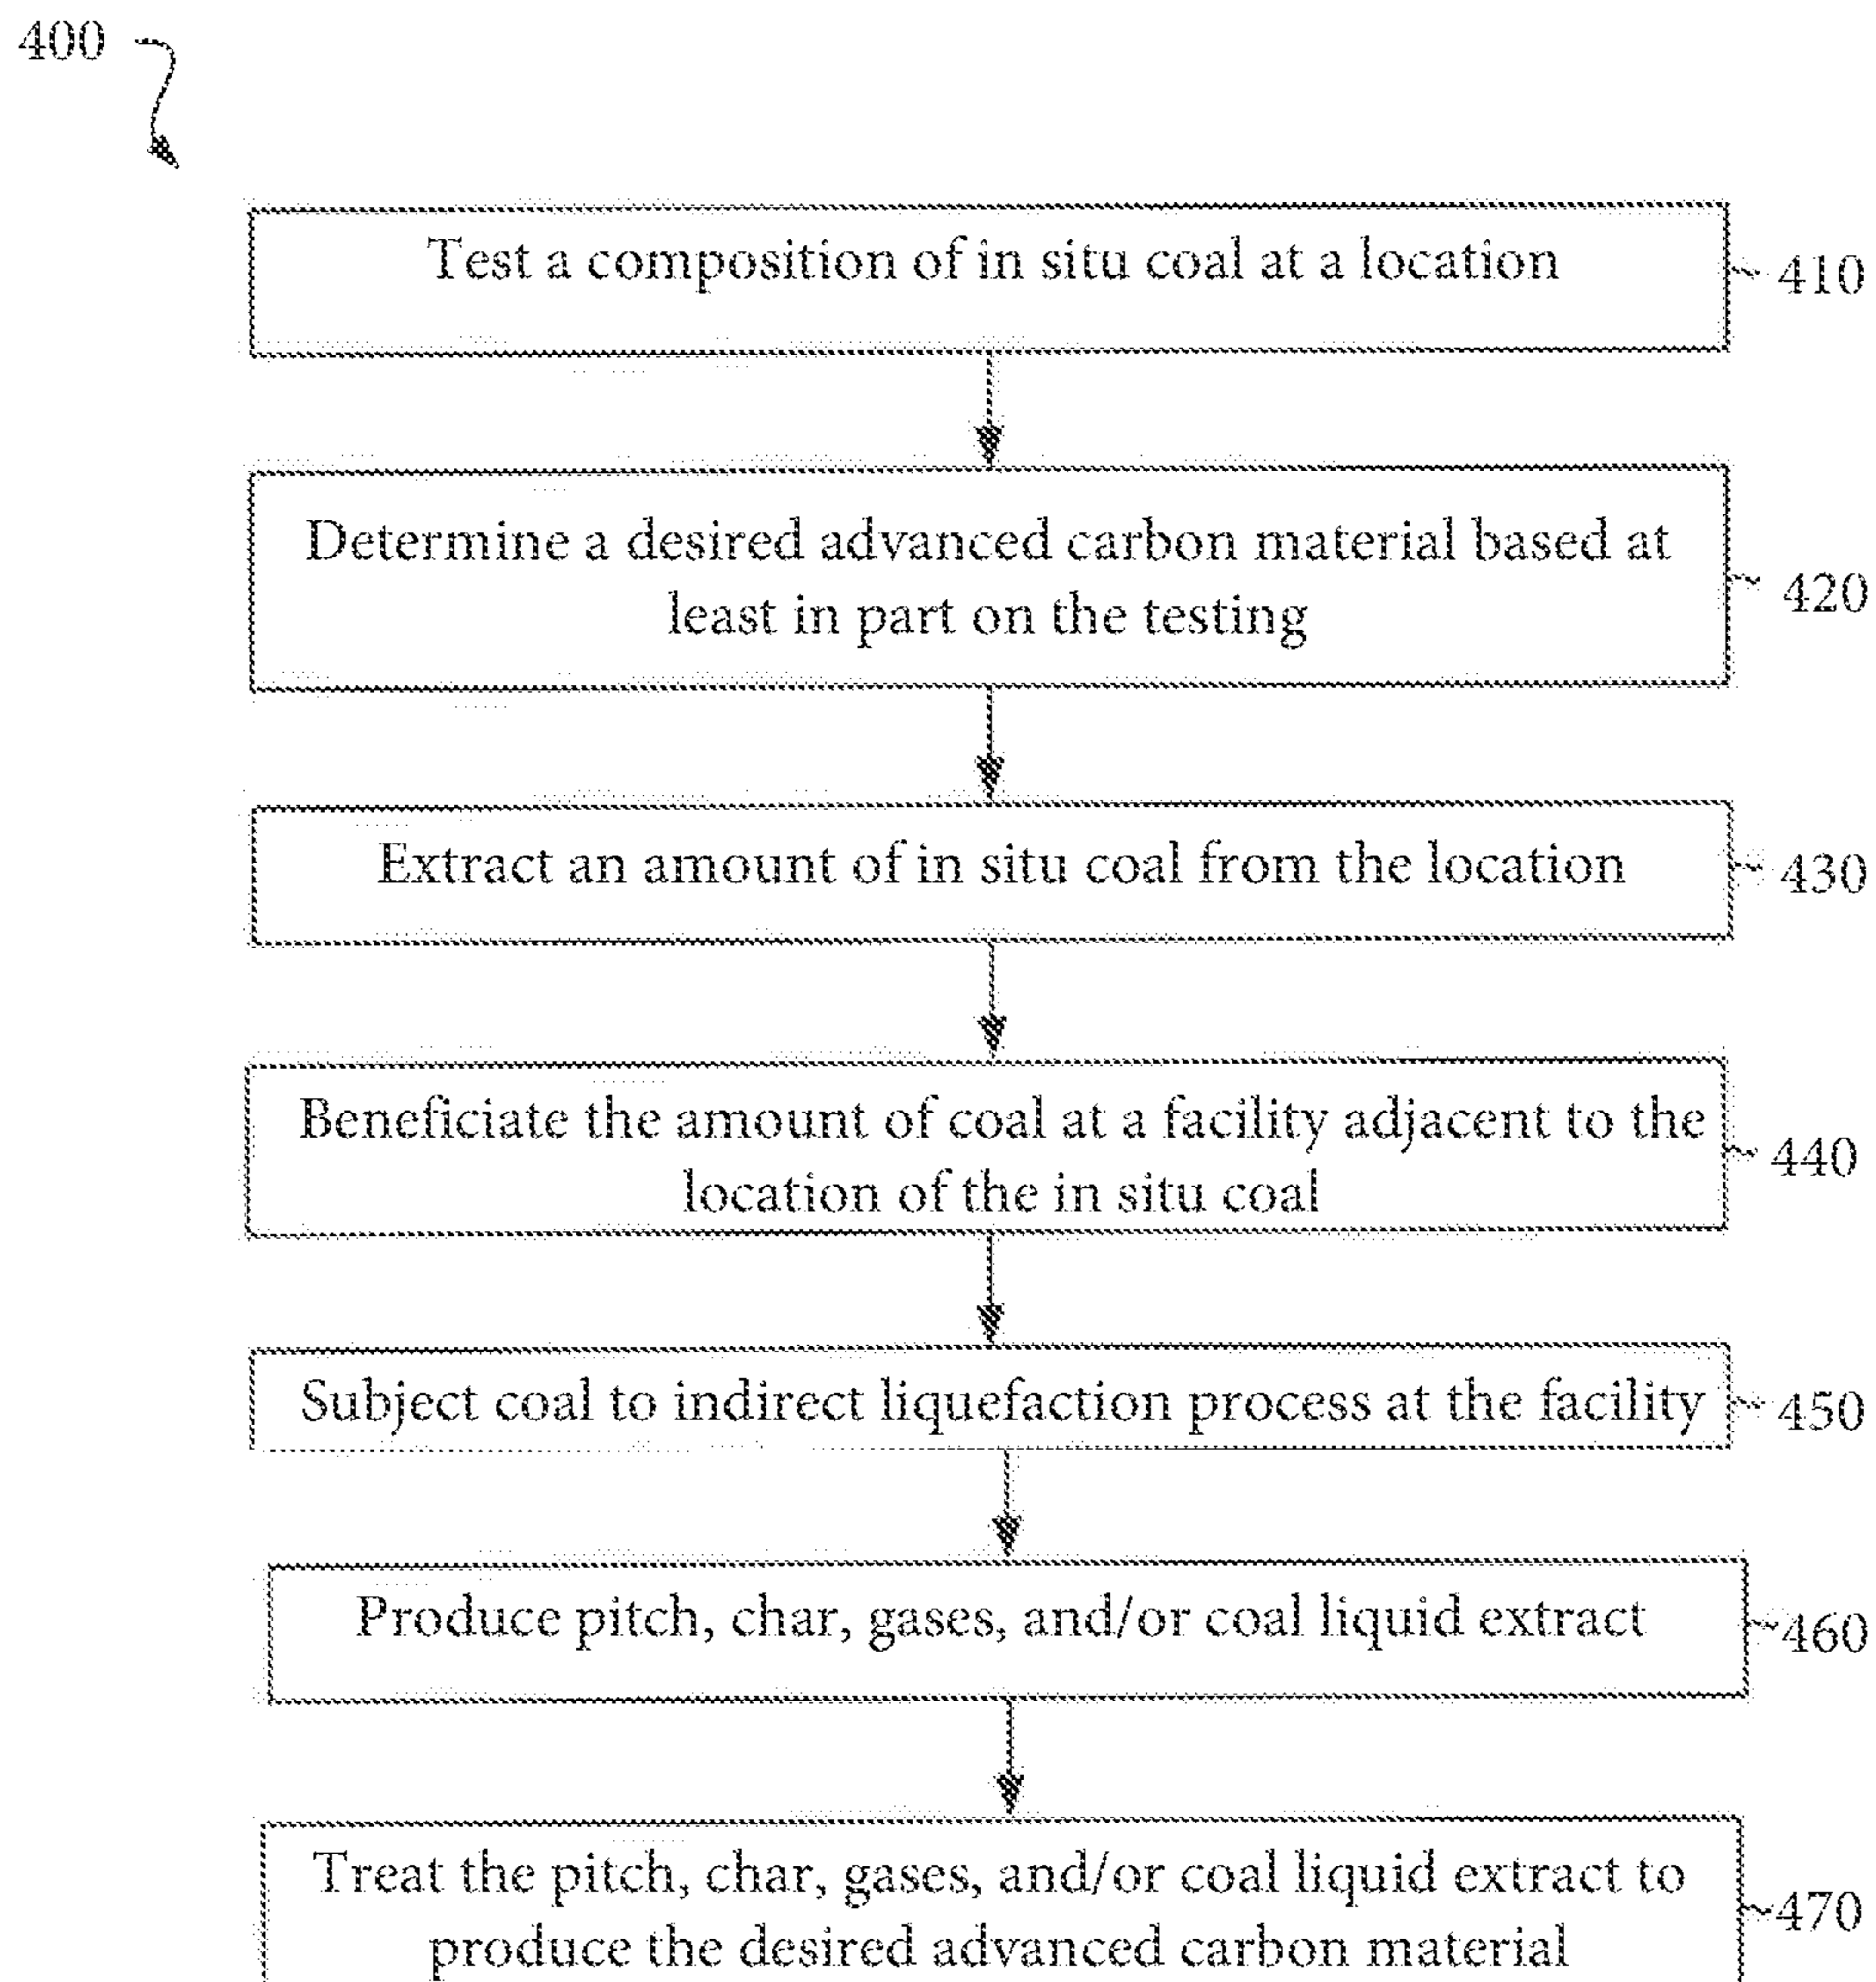 400
Test a composition of in situ coal at a location
410
Determine a desired advanced carbon material based at
least in part on the testing
420
Extract an amount of in situ coal from the location
430
Beneficiate the amount of coal at a facility adjacent to the
location of the in situ coal
440
Subject coal to indirect liquefaction process at the facility
450
Produce pitch, char, gases, and/or coal liquid extract
460
Treat the pitch, char, gases, and/or coal liquid extract to
produce the desired advanced carbon material
470